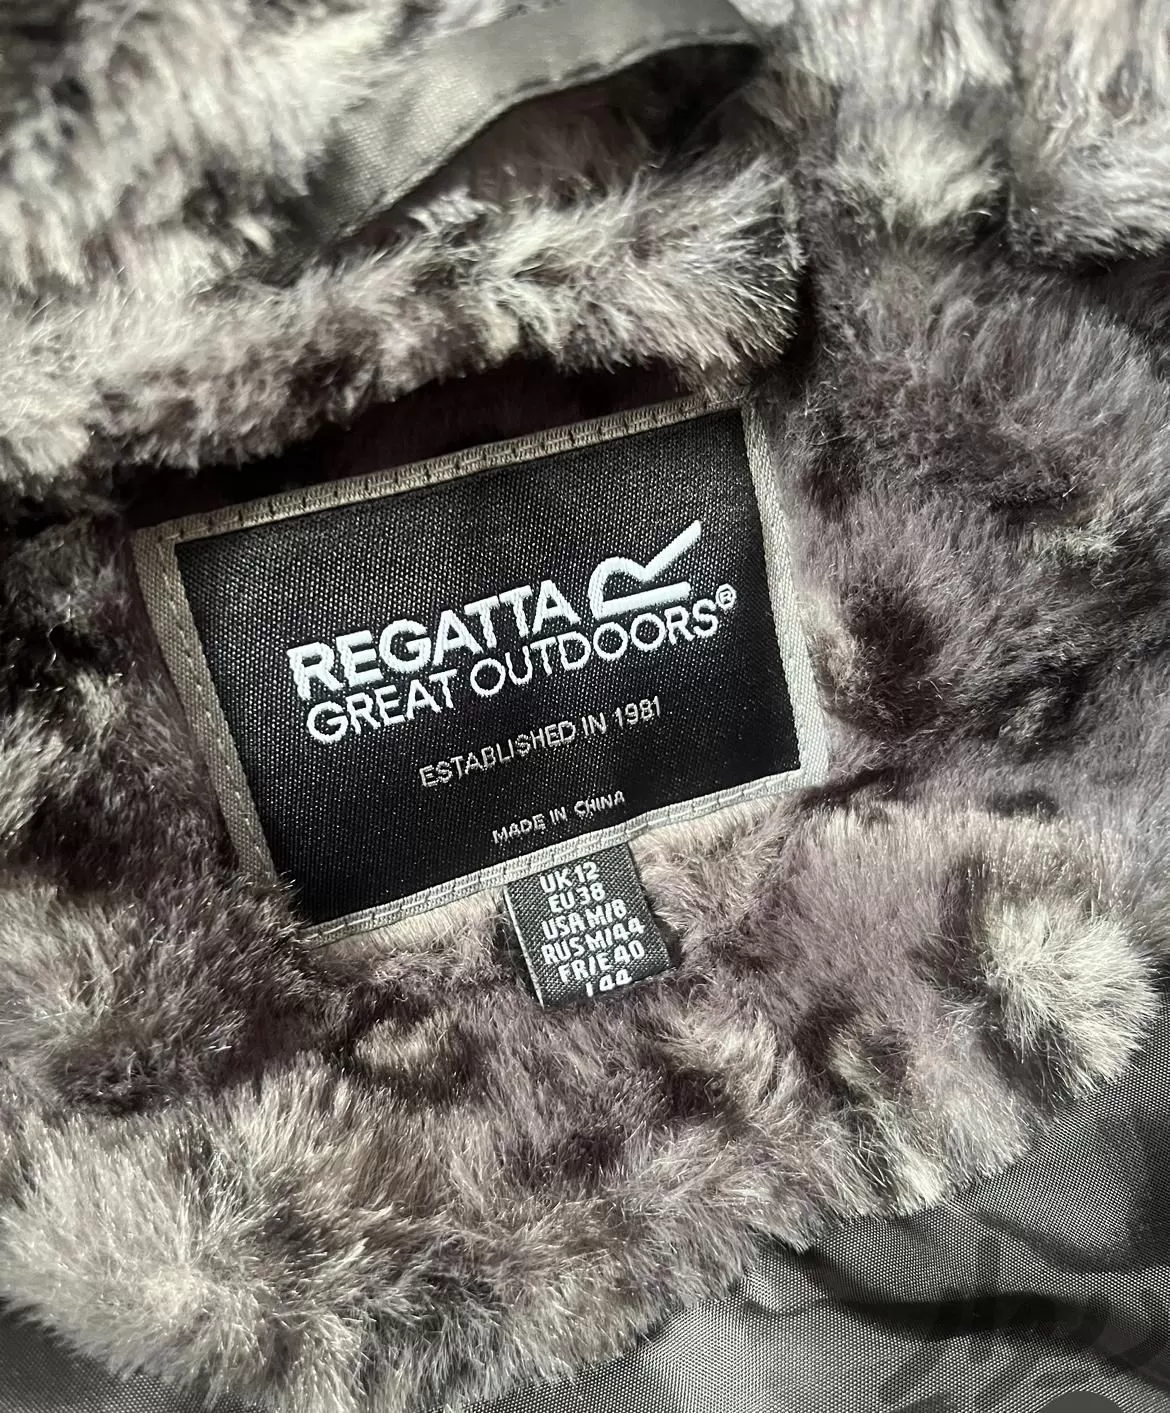 REGATTA
GREAT OUTDOORS®
ESTABLISHED IN 1981
MADE IN CHINA
UK 12
EU 38
USA M/8
RUS M/44
FR/E 40
I 44